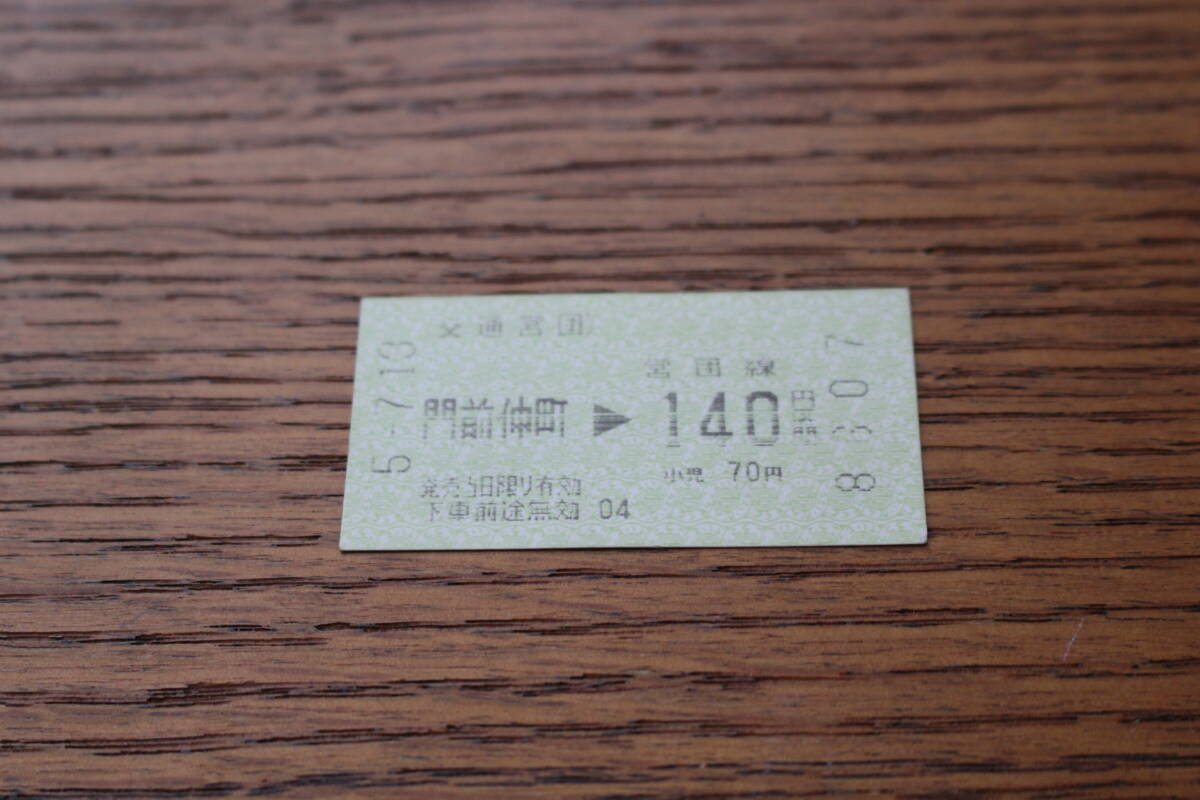 交通営団
営団線
門前仲町 ▶ 140円区間
小児 70円
発売当日限り有効
下車前途無効 04
5-7-13
8307